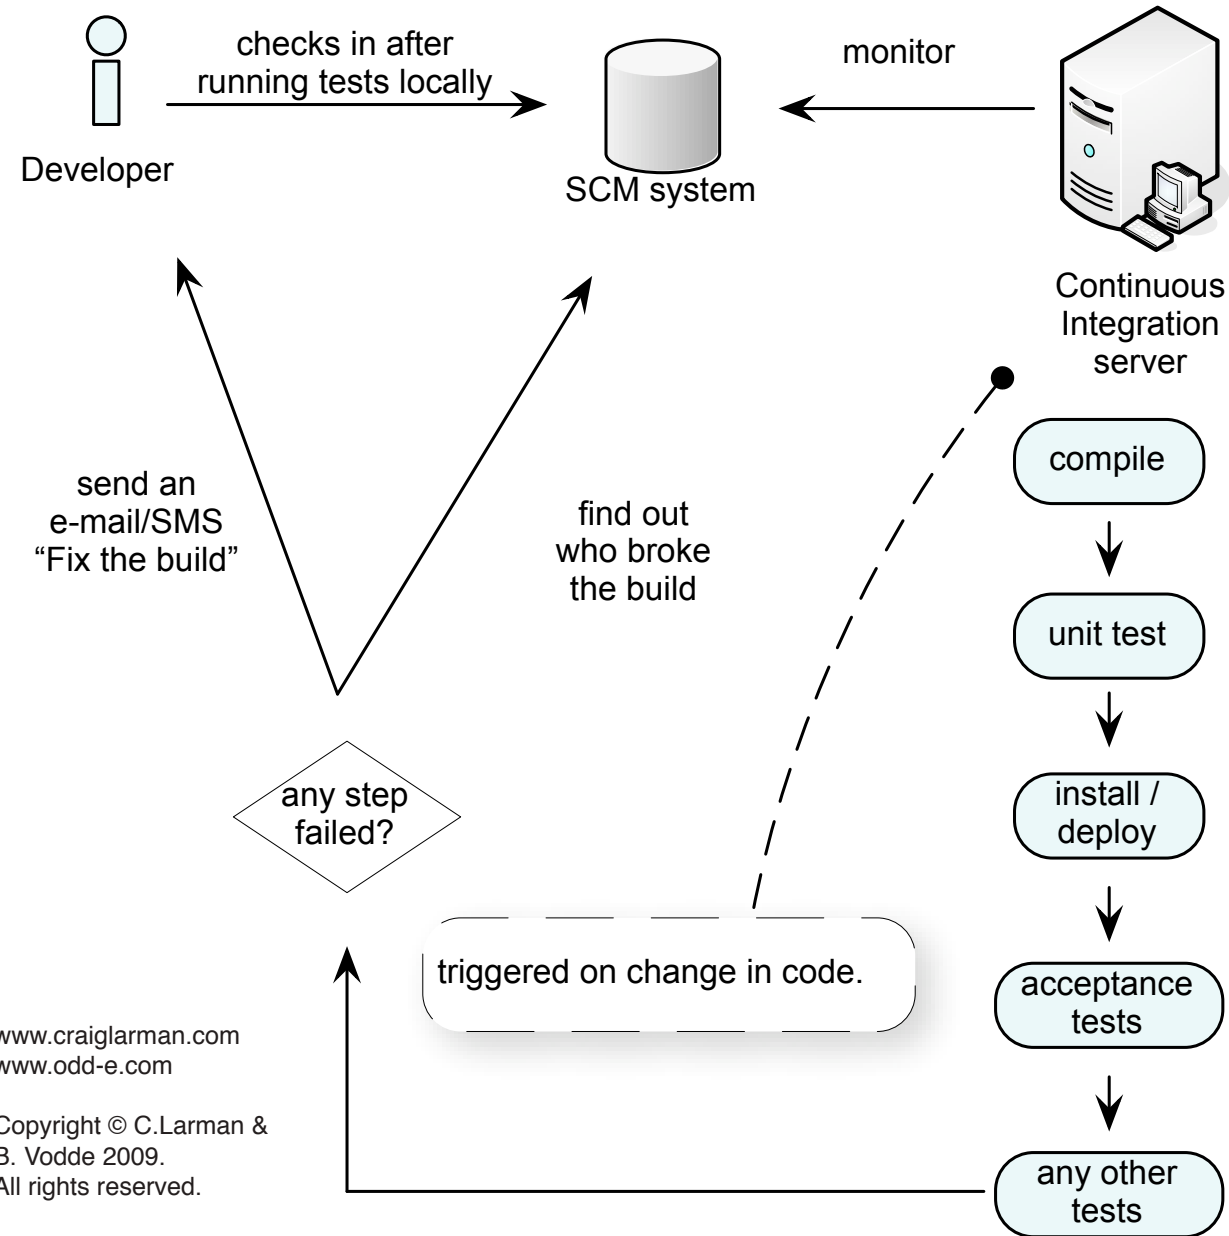 checks in after
running tests locally
monitor
Developer
SCM system
Continuous
Integration
server
compile
send an
e-mail/SMS
“Fix the build”
find out
who broke
the build
unit test
any step
failed?
install /
deploy
triggered on change in code.
acceptance
tests
any other
tests
www.craiglarman.com
www.odd-e.com
Copyright © C.Larman &
B. Vodde 2009.
All rights reserved.